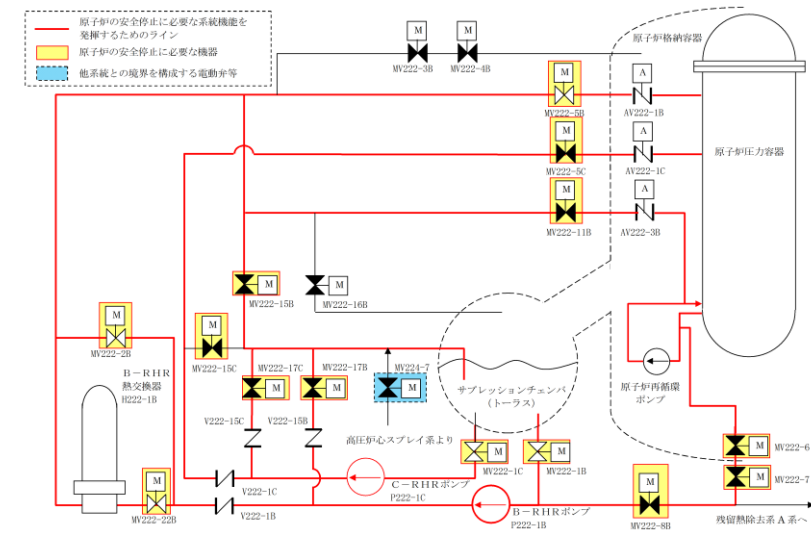 原子炉の安全停止に必要な系統機能を
発揮するためのライン
原子炉の安全停止に必要な機器
他系統との境界を構成する電動弁等
M
M
MV222-3B
MV222-4B
原子炉格納容器
M
MV222-5B
A
AV222-1B
M
MV222-5C
A
AV222-1C
原子炉圧力容器
M
MV222-11B
A
AV222-3B
M
MV222-15B
M
MV222-16B
M
MV222-2B
M
MV222-15C
MV222-17C
M
MV222-17B
M
MV224-7
M
B-RHR
熱交換器
H222-1B
V222-15C
V222-15B
高圧炉心スプレイ系より
サプレッションチェンバ
(トーラス)
原子炉再循環
ポンプ
M
MV222-1C
M
MV222-1B
M
MV222-6
M
MV222-7
V222-1C
C-RHRポンプ
P222-1C
M
MV222-22B
V222-1B
B-RHRポンプ
P222-1B
M
MV222-8B
残留熱除去系A系へ